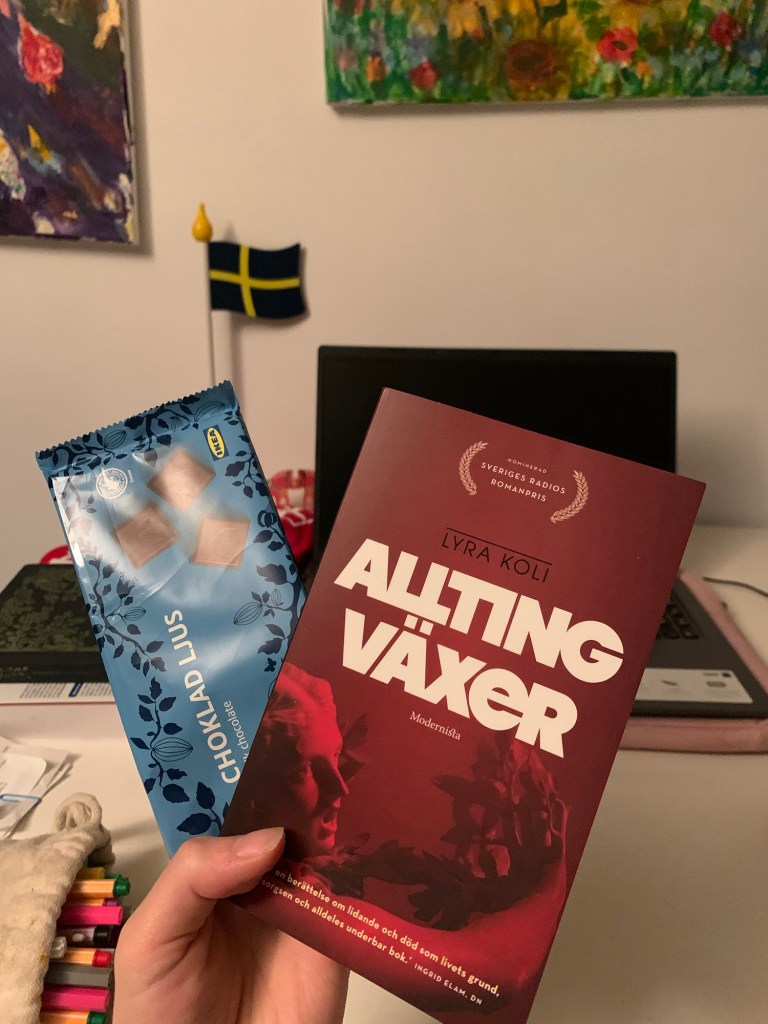 IKEA
CHOKLAD LJUS
chocolate
NOMINERAD
SVERIGES RADIOS
ROMANPRIS
LYRA KOLI
ALLTING
VÄXER
Modernista
en berättelse om lidande och död som livets grund,
sorgsen och alldeles underbar bok.' INGRID ELAM, DN